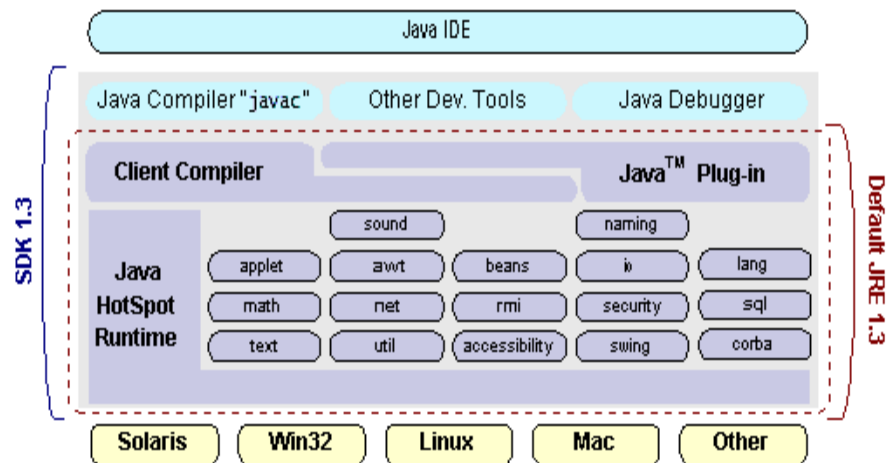 Java IDE
Java Compiler "javac"
Other Dev. Tools
Java Debugger
Client Compiler
Java™ Plug-in
SDK 1.3
Default JRE 1.3
Java
HotSpot
Runtime
sound
naming
applet
awt
beans
io
lang
math
net
rmi
security
sql
text
util
accessibility
swing
corba
Solaris
Win32
Linux
Mac
Other